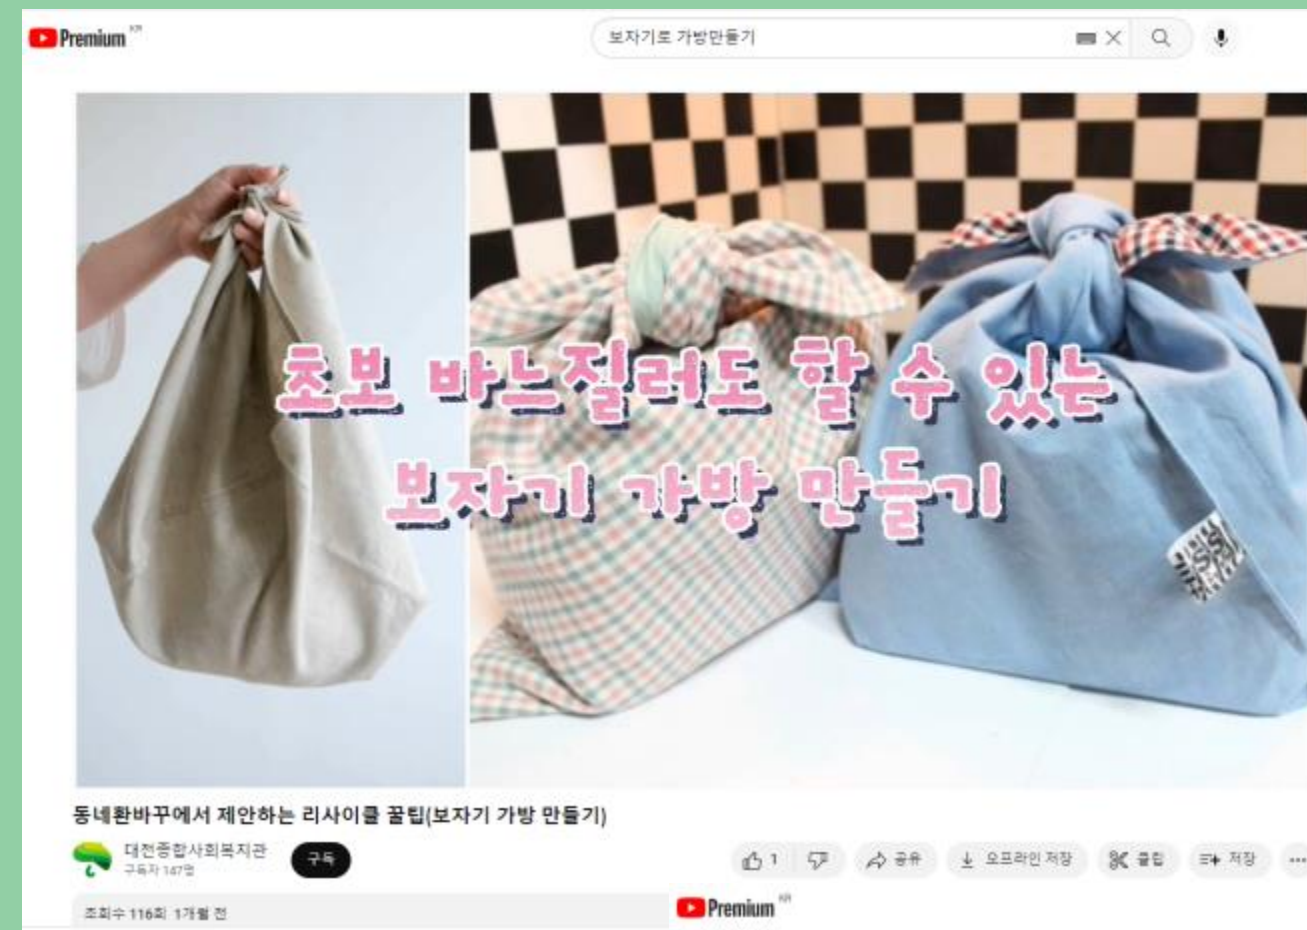 Premium KR
보자기로 가방만들기
초보 바느질러도 할 수 있는
보자기 가방 만들기
동네환바꾸에서 제안하는 리사이클 꿀팁(보자기 가방 만들기)
대전종합사회복지관
구독자 147명
구독
1
공유
오프라인 저장
클립
저장
조회수 116회 1개월 전
Premium KR